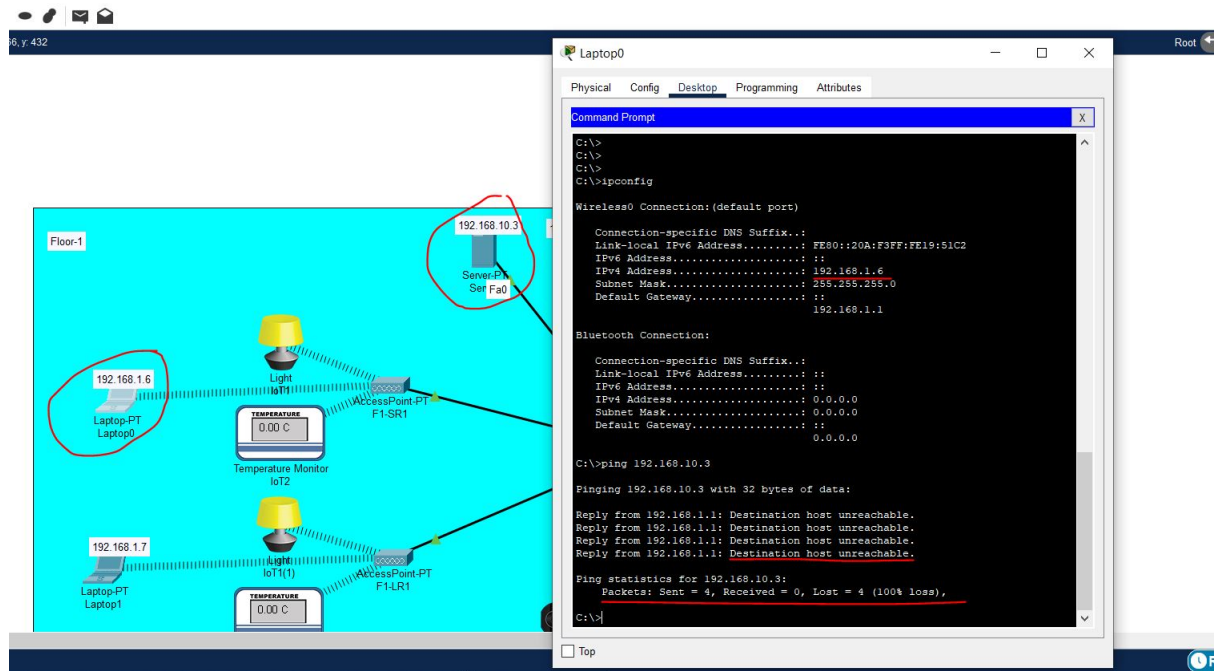 66, y: 432
Root
Laptop0
Physical Config Desktop Programming Attributes
Command Prompt
X
C:\>
C:\>
C:\>
C:\>ipconfig
Wireless0 Connection:(default port)
Connection-specific DNS Suffix..:
Link-local IPv6 Address.........: FE80::20A:F3FF:FE19:51C2
IPv6 Address....................: ::
IPv4 Address....................: 192.168.1.6
Subnet Mask.....................: 255.255.255.0
Default Gateway.................: ::
192.168.1.1
Bluetooth Connection:
Connection-specific DNS Suffix..:
Link-local IPv6 Address.........: ::
IPv6 Address....................: ::
IPv4 Address....................: 0.0.0.0
Subnet Mask.....................: 0.0.0.0
Default Gateway.................: ::
0.0.0.0
C:\>ping 192.168.10.3
Pinging 192.168.10.3 with 32 bytes of data:
Reply from 192.168.1.1: Destination host unreachable.
Reply from 192.168.1.1: Destination host unreachable.
Reply from 192.168.1.1: Destination host unreachable.
Reply from 192.168.1.1: Destination host unreachable.
Ping statistics for 192.168.10.3:
Packets: Sent = 4, Received = 0, Lost = 4 (100% loss),
C:\>
Top
Floor-1
192.168.10.3
Server-PT
Ser
Fa0
192.168.1.6
Laptop-PT
Laptop0
Light
IoT1
AccessPoint-PT
F1-SR1
TEMPERATURE
0.00 C
Temperature Monitor
IoT2
192.168.1.7
Laptop-PT
Laptop1
Light
IoT1(1)
AccessPoint-PT
F1-LR1
TEMPERATURE
0.00 C